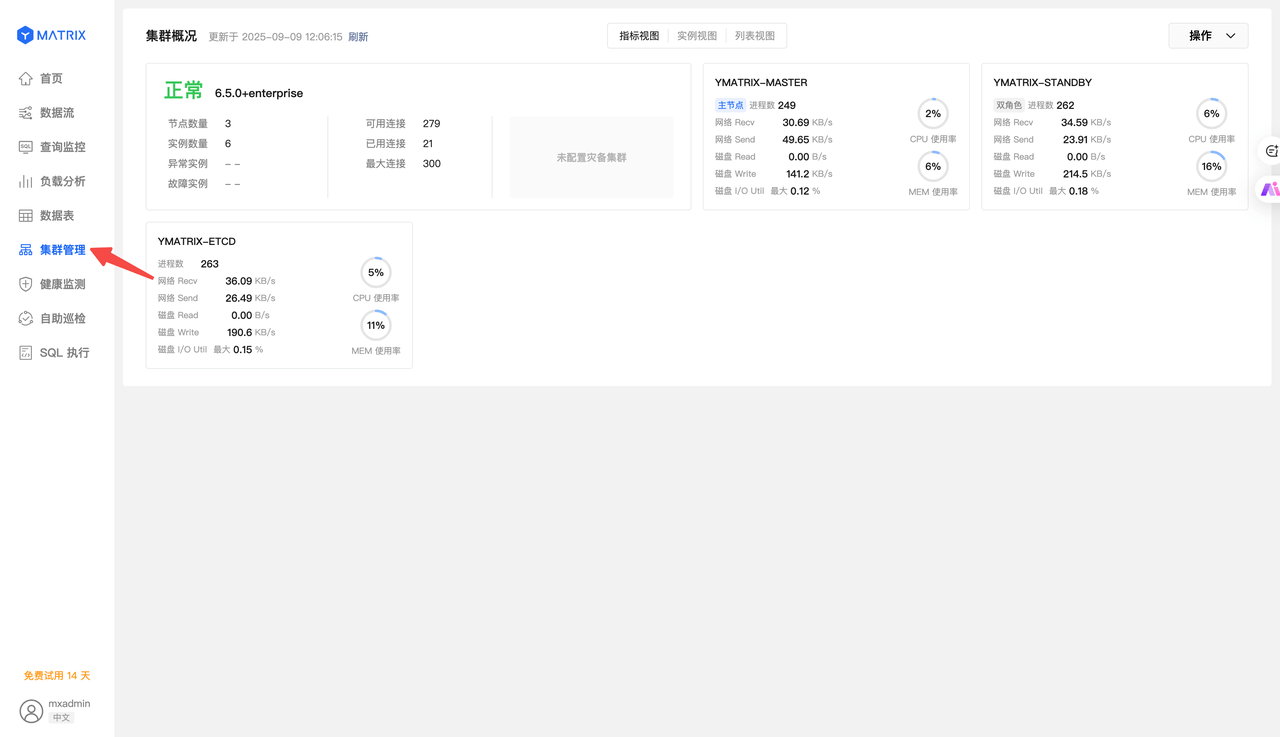 MATRIX
首页
数据流
查询监控
负载分析
数据表
集群管理
健康监测
自助巡检
SQL 执行
免费试用 14 天
mxadmin
中文
集群概况 更新于 2025-09-09 12:06:15 刷新
指标视图 实例视图 列表视图
操作
正常 6.5.0+enterprise
节点数量 3
实例数量 6
异常实例 – –
故障实例 – –
可用连接 279
已用连接 21
最大连接 300
未配置灾备集群
YMATRIX-MASTER
主节点 进程数 249
网络 Recv 30.69 KB/s
网络 Send 49.65 KB/s
磁盘 Read 0.00 B/s
磁盘 Write 141.2 KB/s
磁盘 I/O Util 最大 0.12 %
2%
CPU 使用率
6%
MEM 使用率
YMATRIX-STANDBY
双角色 进程数 262
网络 Recv 34.59 KB/s
网络 Send 23.91 KB/s
磁盘 Read 0.00 B/s
磁盘 Write 214.5 KB/s
磁盘 I/O Util 最大 0.18 %
6%
CPU 使用率
16%
MEM 使用率
YMATRIX-ETCD
进程数 263
网络 Recv 36.09 KB/s
网络 Send 26.49 KB/s
磁盘 Read 0.00 B/s
磁盘 Write 190.6 KB/s
磁盘 I/O Util 最大 0.15 %
5%
CPU 使用率
11%
MEM 使用率